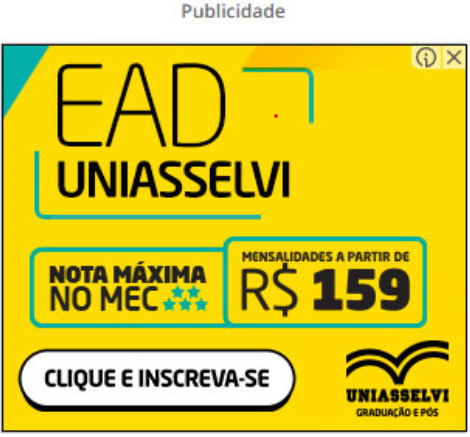 Publicidade
EAD
UNIASSELVI
NOTA MÁXIMA
NO MEC
MENSALIDADES A PARTIR DE
R$ 159
CLIQUE E INSCREVA-SE
UNIASSELVI
GRADUAÇÃO E PÓS